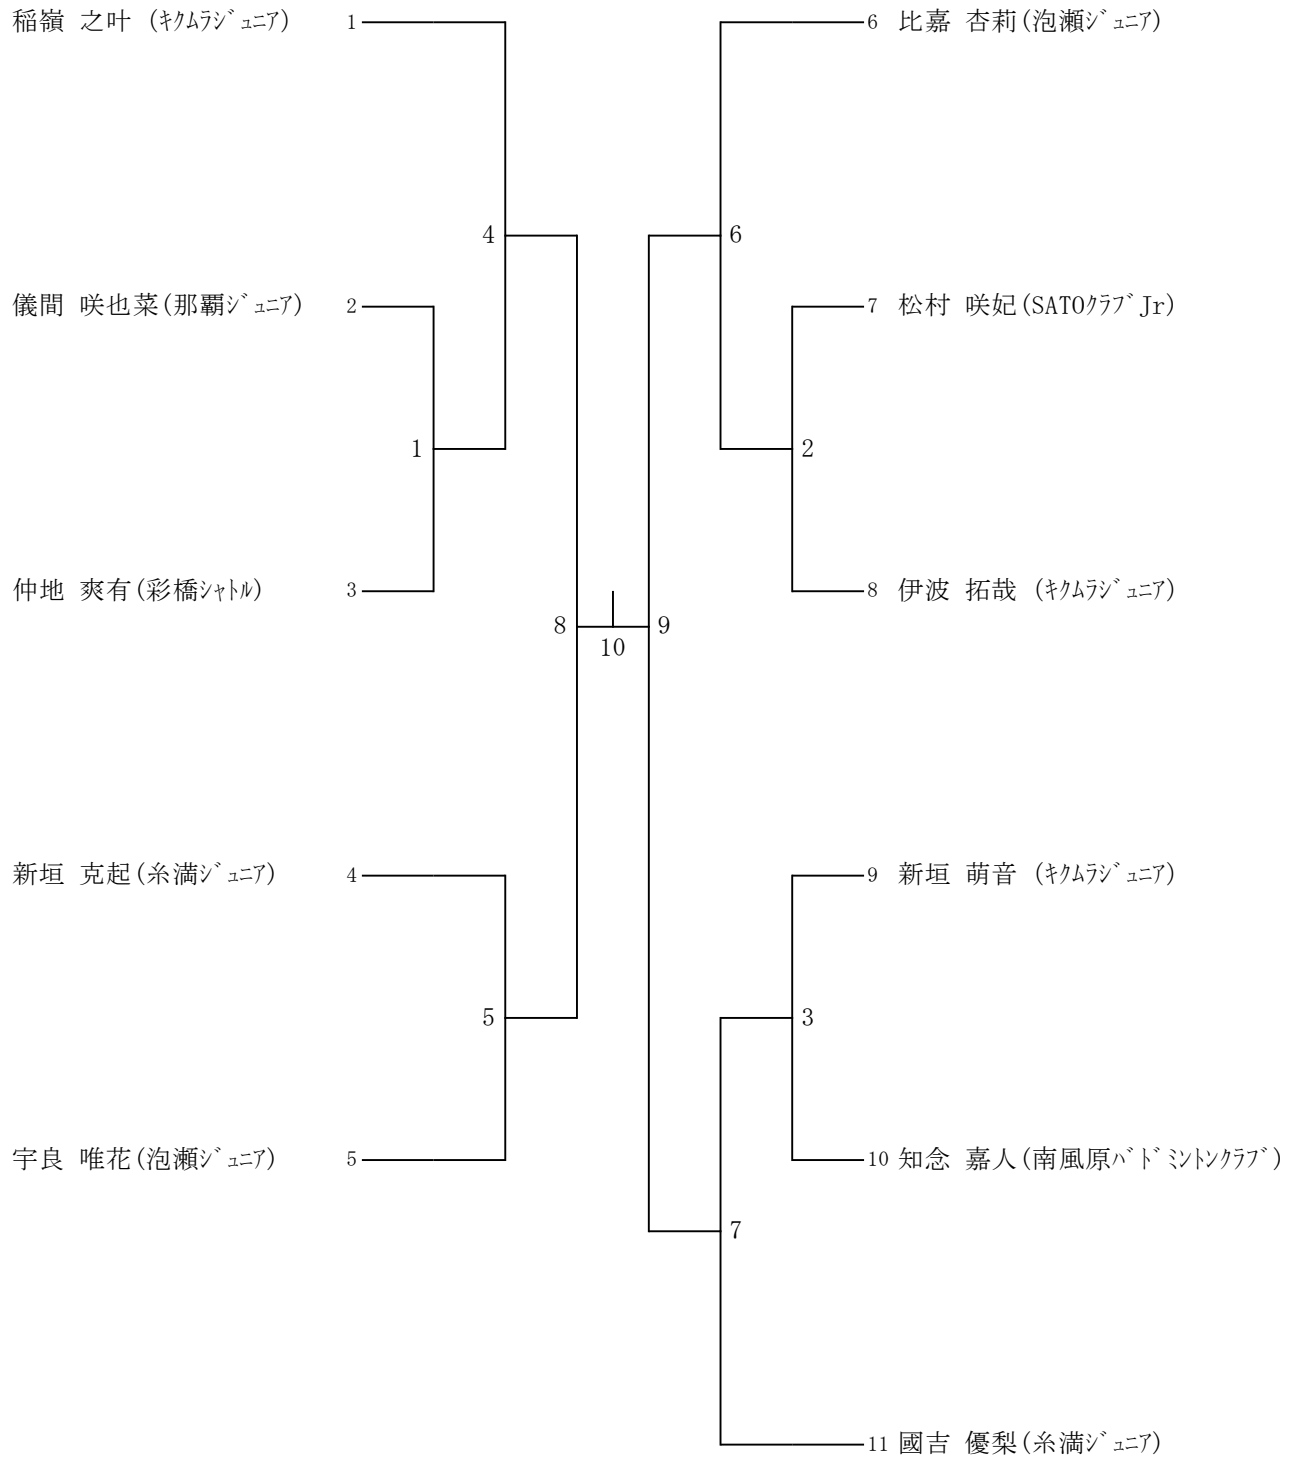 稲嶺 之叶 (ｷｸﾑﾗｼﾞｭﾆｱ) 1
6 比嘉 杏莉(泡瀬ｼﾞｭﾆｱ)
4
6
儀間 咲也菜(那覇ｼﾞｭﾆｱ) 2
7 松村 咲妃(SATOｸﾗﾌﾞJr)
1
2
仲地 爽有(彩橋ｼｬﾄﾙ) 3
8 伊波 拓哉 (ｷｸﾑﾗｼﾞｭﾆｱ)
8
9
10
新垣 克起(糸満ｼﾞｭﾆｱ) 4
9 新垣 萌音 (ｷｸﾑﾗｼﾞｭﾆｱ)
5
3
宇良 唯花(泡瀬ｼﾞｭﾆｱ) 5
10 知念 嘉人(南風原ﾊﾞﾄﾞﾐﾝﾄﾝｸﾗﾌﾞ)
7
11 國吉 優梨(糸満ｼﾞｭﾆｱ)